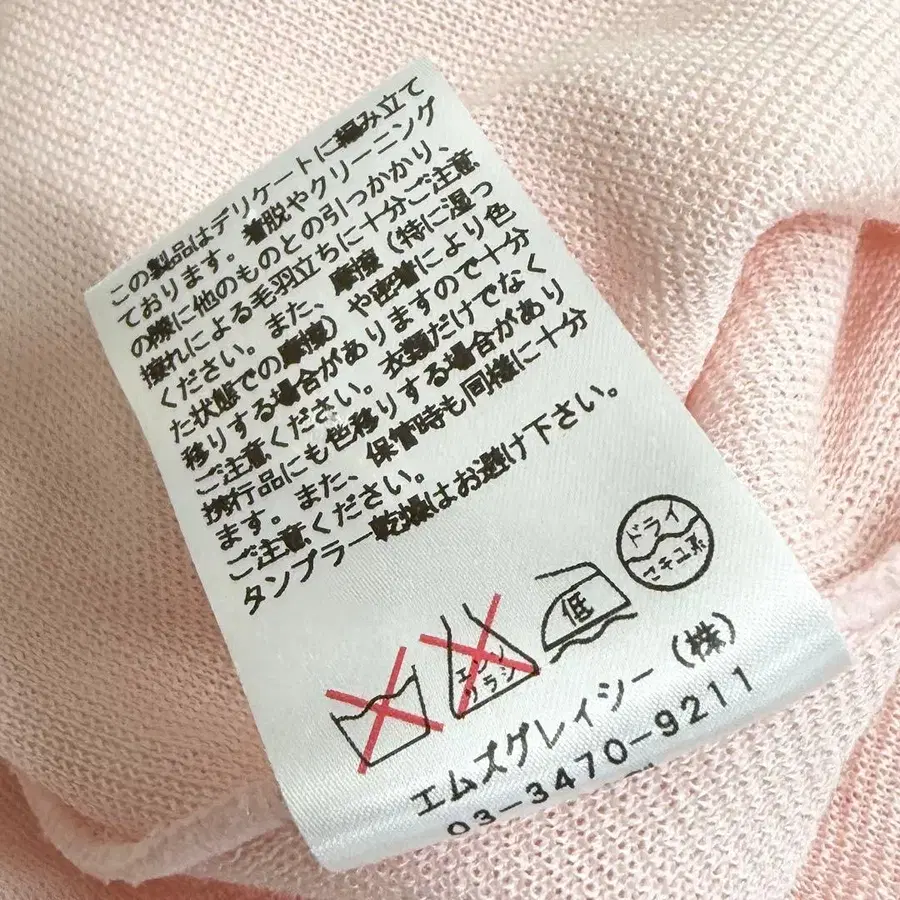 この製品はデリケートに編み立て
ております。着脱やクリーニング
の際に他のものとの引っかかり、
擦れによる毛羽立ちに十分ご注意
ください。また、摩擦(特に湿っ
た状態での摩擦)や密着により色
移りする場合がありますので十分
ご注意ください。衣類だけでなく
携行品にも色移りする場合があり
ます。また、保管時も同様に十分
ご注意ください。
タンブラー乾燥はお避け下さい。
エンソ
サラシ
低
ドライ
セキユ系
エムズグレイシー(株)
03-3470-9211